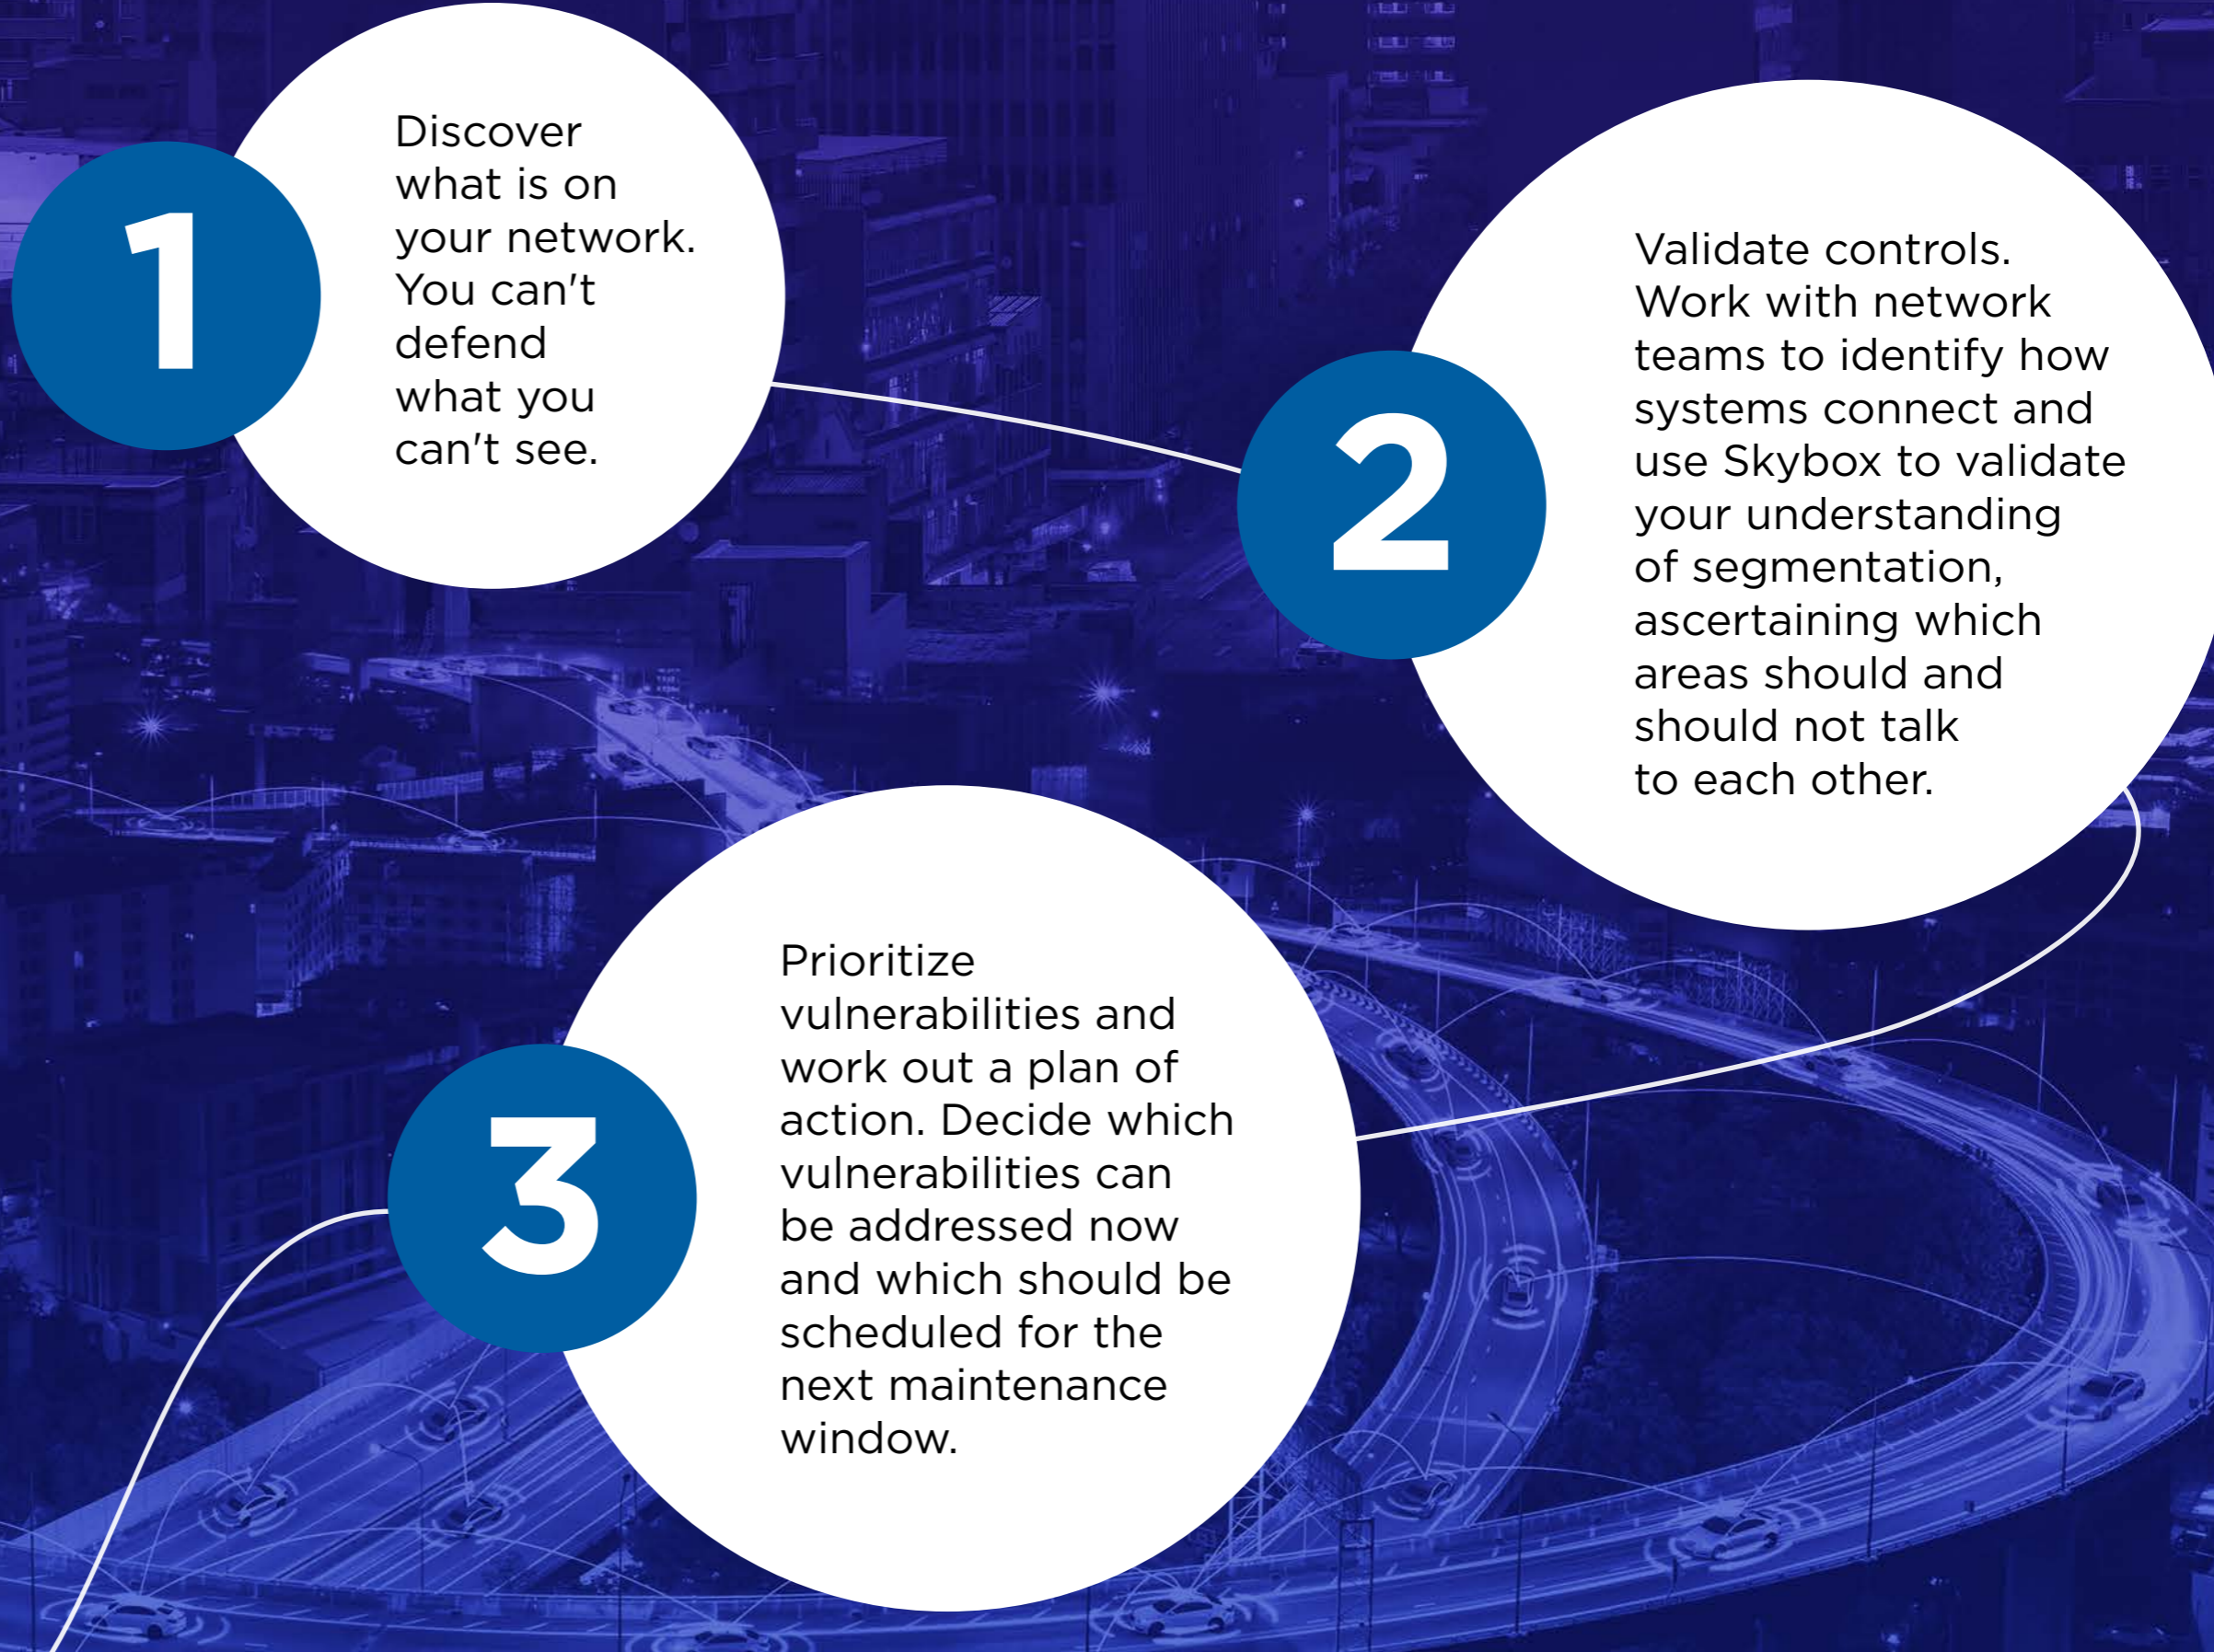 1
Discover
what is on
your network.
You can't
defend
what you
can't see.
2
Validate controls.
Work with network
teams to identify how
systems connect and
use Skybox to validate
your understanding
of segmentation,
ascertaining which
areas should and
should not talk
to each other.
3
Prioritize
vulnerabilities and
work out a plan of
action. Decide which
vulnerabilities can
be addressed now
and which should be
scheduled for the
next maintenance
window.